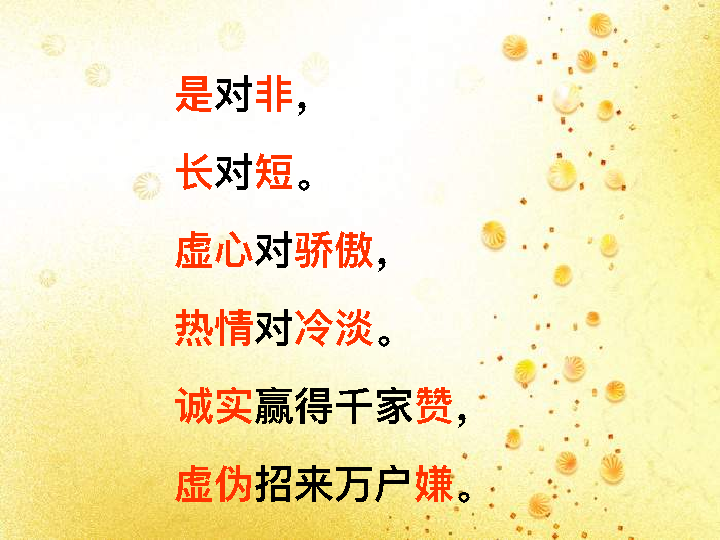 是对非，
长对短。
虚心对骄傲，
热情对冷淡。
诚实赢得千家赞，
虚伪招来万户嫌。